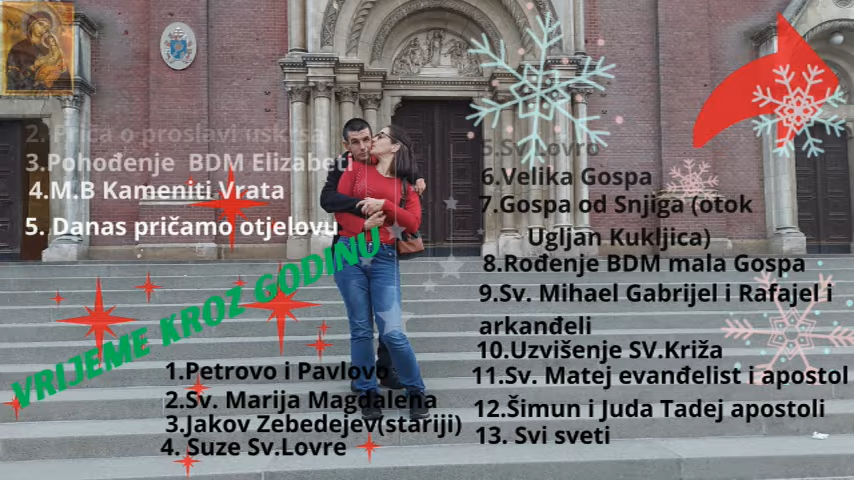 2. Priča o proslavi uskrsa
3.Pohođenje BDM Elizabeti
4.M.B Kameniti Vrata
5. Danas pričamo otjelovu
VRIJEME KROZ GODINU
1.Petrovo i Pavlovo
2.Sv. Marija Magdalena
3.Jakov Zebedejev(stariji)
4. Suze Sv.Lovre
5.Sv.Lovro
6.Velika Gospa
7.Gospa od Snjiga (otok
Ugljan Kukljica)
8.Rođenje BDM mala Gospa
9.Sv. Mihael Gabrijel i Rafajel i
arkanđeli
10.Uzvišenje SV.Križa
11.Sv. Matej evanđelist i apostol
12.Šimun i Juda Tadej apostoli
13. Svi sveti